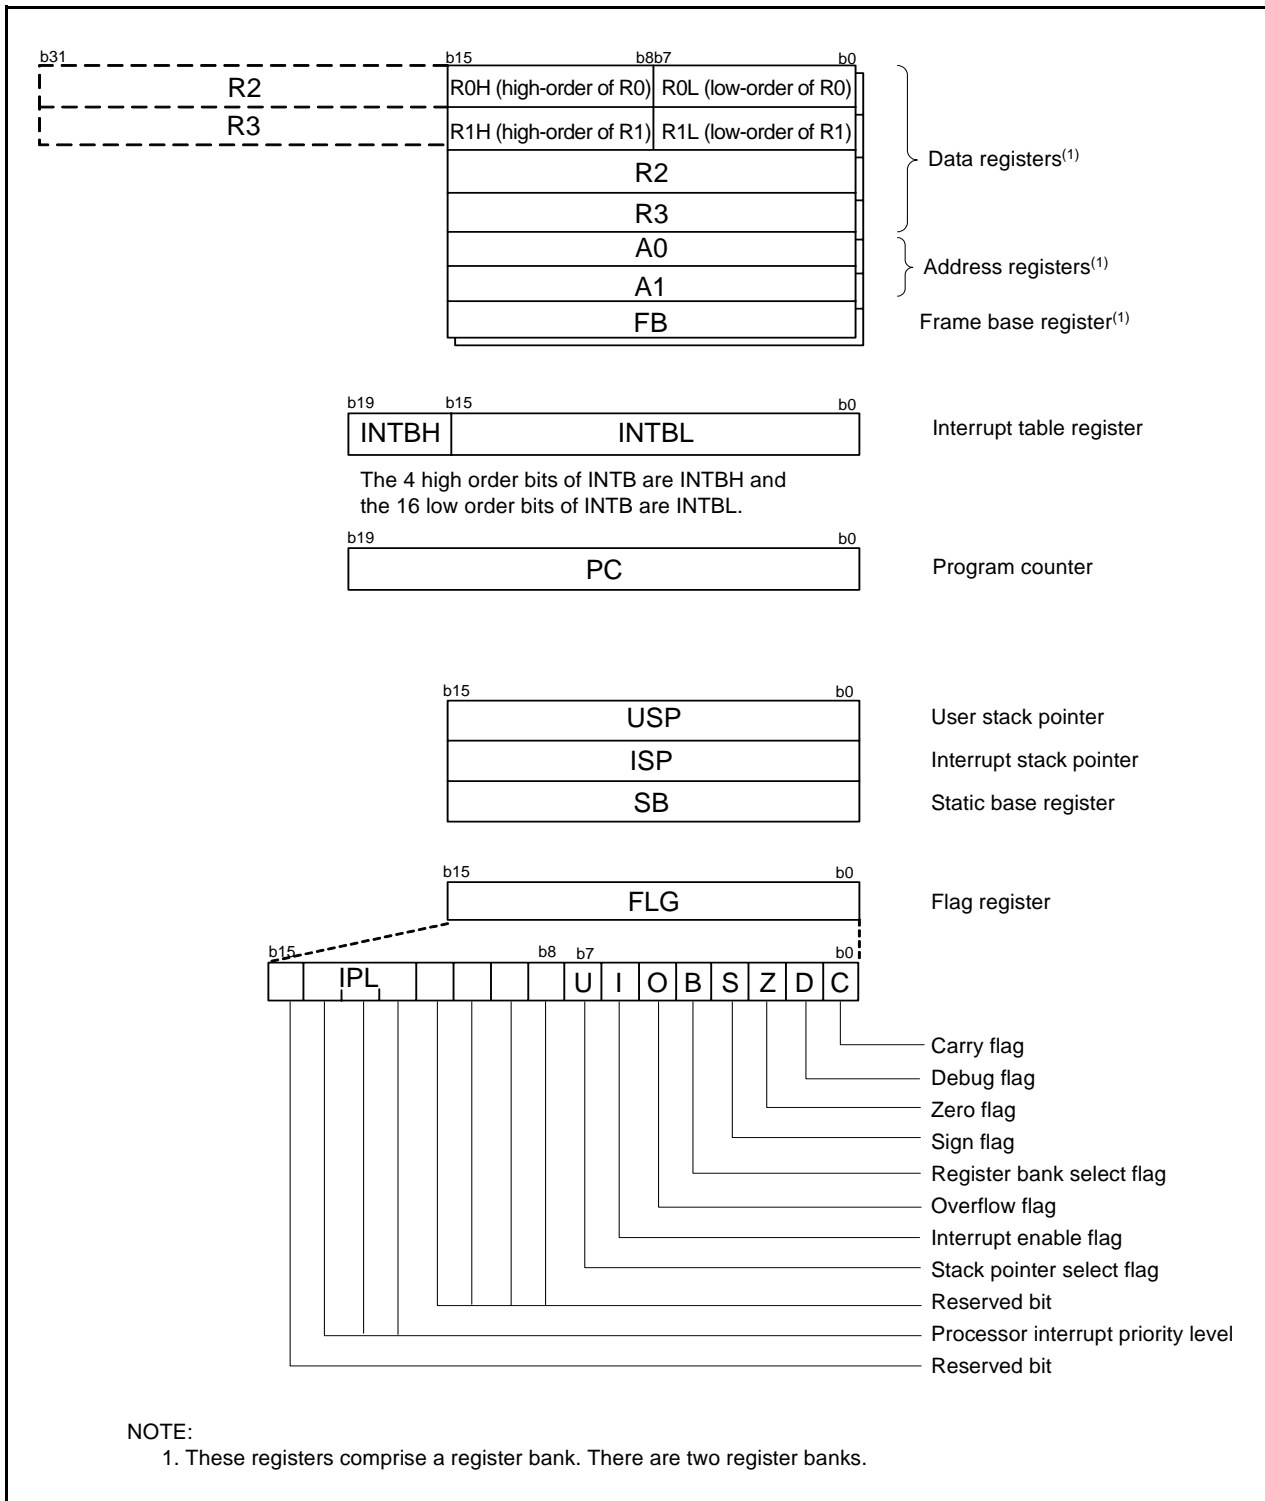 b31 b15 b8b7 b0
R2 R0H (high-order of R0) R0L (low-order of R0)
R3 R1H (high-order of R1) R1L (low-order of R1)
R2
R3
Data registers(1)
A0
A1
Address registers(1)
FB Frame base register(1)
b19 b15 b0
INTBH INTBL Interrupt table register
The 4 high order bits of INTB are INTBH and
the 16 low order bits of INTB are INTBL.
b19 b0
PC Program counter
b15 b0
USP User stack pointer
ISP Interrupt stack pointer
SB Static base register
b15 b0
FLG Flag register
b15 b8 b7 b0
IPL U I O B S Z D C
Carry flag
Debug flag
Zero flag
Sign flag
Register bank select flag
Overflow flag
Interrupt enable flag
Stack pointer select flag
Reserved bit
Processor interrupt priority level
Reserved bit
NOTE:
1. These registers comprise a register bank. There are two register banks.